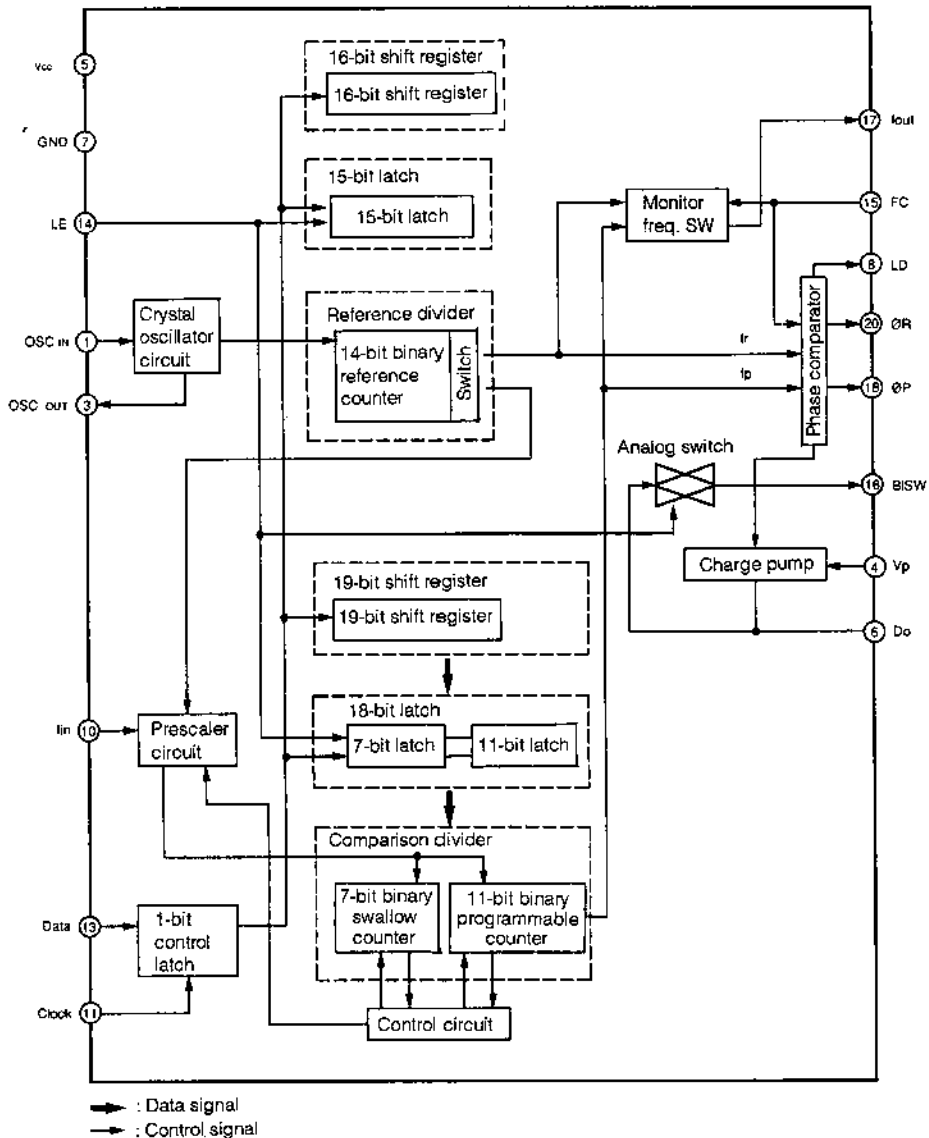 16-bit shift register
16-bit shift register
Vcc 5
GND 7
17 fout
15-bit latch
15-bit latch
LE 14
Monitor
freq. SW
15 FC
8 LD
Crystal
oscillator
circuit
Reference divider
14-bit binary
reference
counter
Switch
OSC IN 1
OSC OUT 3
fr
fp
Phase comparator
20 ØR
18 ØP
Analog switch
16 BISW
Charge pump
4 Vp
6 Do
19-bit shift register
19-bit shift register
18-bit latch
7-bit latch
11-bit latch
10
Prescaler
circuit
Comparison divider
7-bit binary
swallow
counter
11-bit binary
programmable
counter
Data 13
1-bit
control
latch
Clock 11
Control circuit
: Data signal
: Control signal